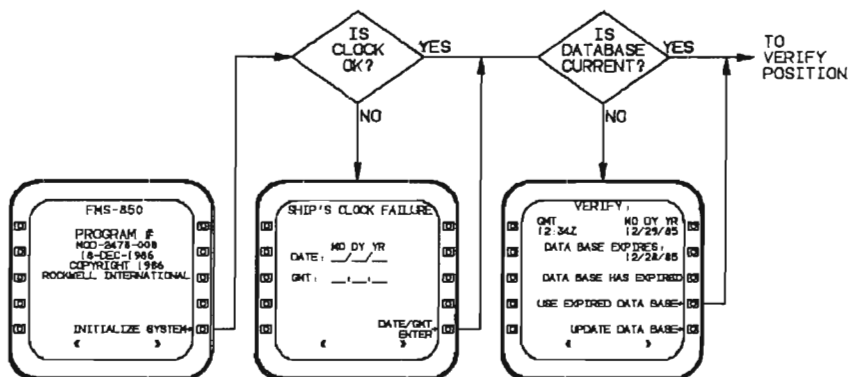 IS
CLOCK
OK?
YES
NO
IS
DATABASE
CURRENT?
YES
NO
TO
VERIFY
POSITION
FMS-850
PROGRAM #
MOD-2478-008
18-DEC-1986
COPYRIGHT 1986
ROCKWELL INTERNATIONAL
INITIALIZE SYSTEM
< >
SHIP'S CLOCK FAILURE
MO DY YR
DATE: __/__/__
GMT: __.__.__
DATE/GMT
ENTER
< >
VERIFY:
GMT MO DY YR
12:34Z 12/29/85
DATA BASE EXPIRES:
12/28/85
DATA BASE HAS EXPIRED
USE EXPIRED DATA BASE
UPDATE DATA BASE
< >